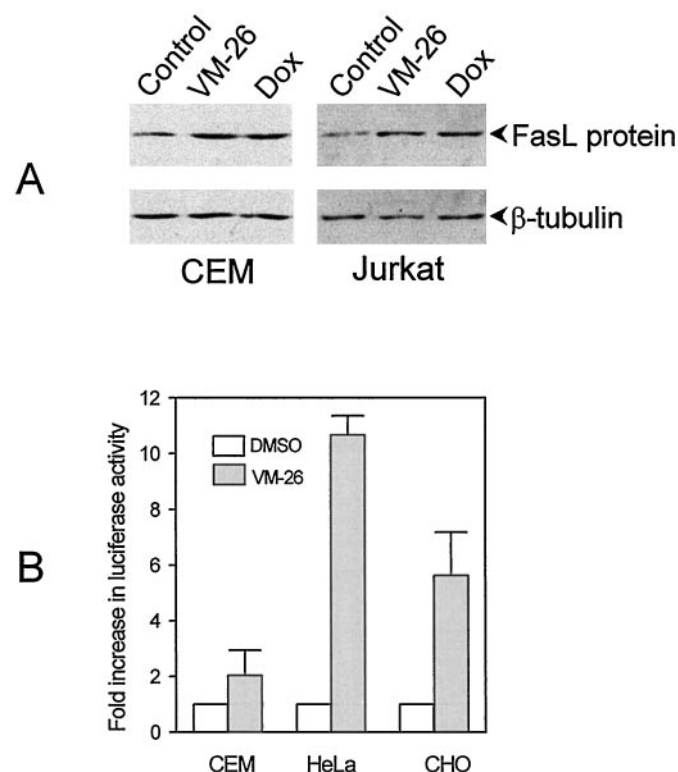 Control VM-26 Dox Control VM-26 Dox
FasL protein
A
β-tubulin
CEM Jurkat
12
10
8
6
4
2
0
Fold increase in luciferase activity
DMSO
VM-26
B
CEM HeLa CHO